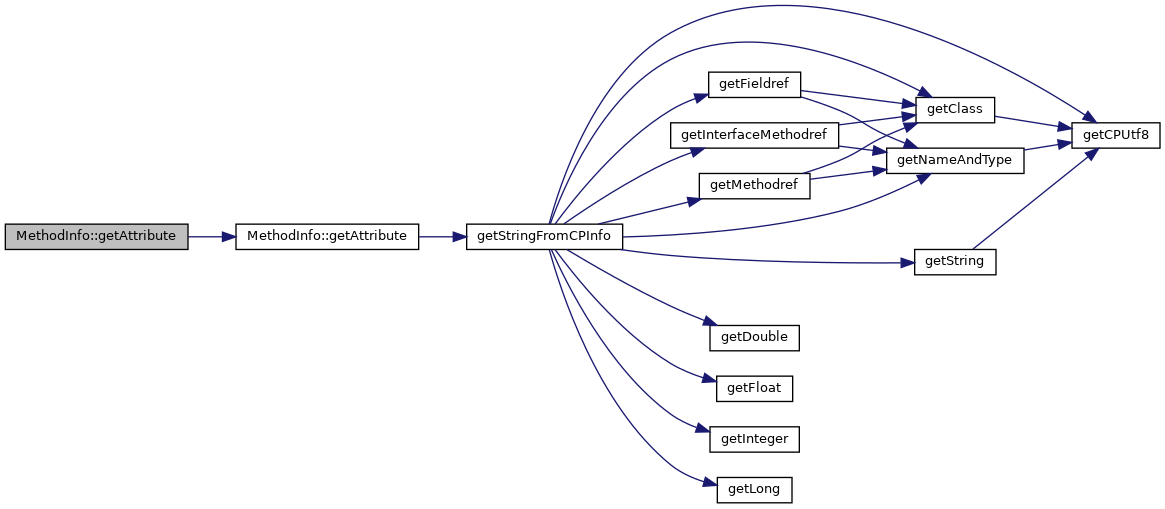 MethodInfo::getAttribute
MethodInfo::getAttribute
getStringFromCPInfo
getFieldref
getInterfaceMethodref
getMethodref
getClass
getNameAndType
getCPUtf8
getString
getDouble
getFloat
getInteger
getLong